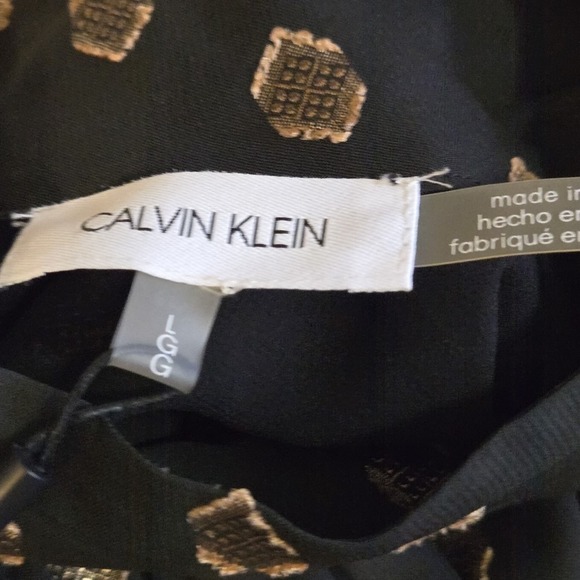 CALVIN KLEIN
made in
hecho en
fabriqué en
L
G
G